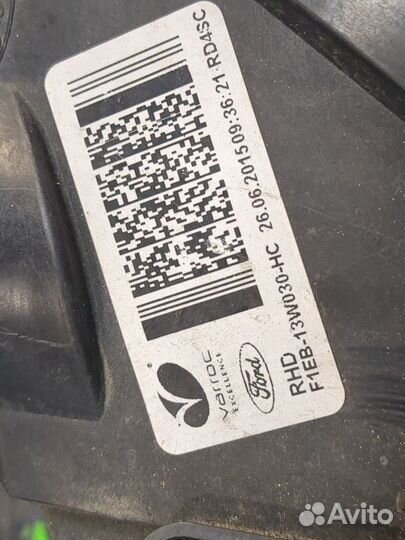 varroc
EXCELLENCE
Ford
RHD
F1EB-13W030-HC 26.06.2015 09:36:21 RD4SC
Avito